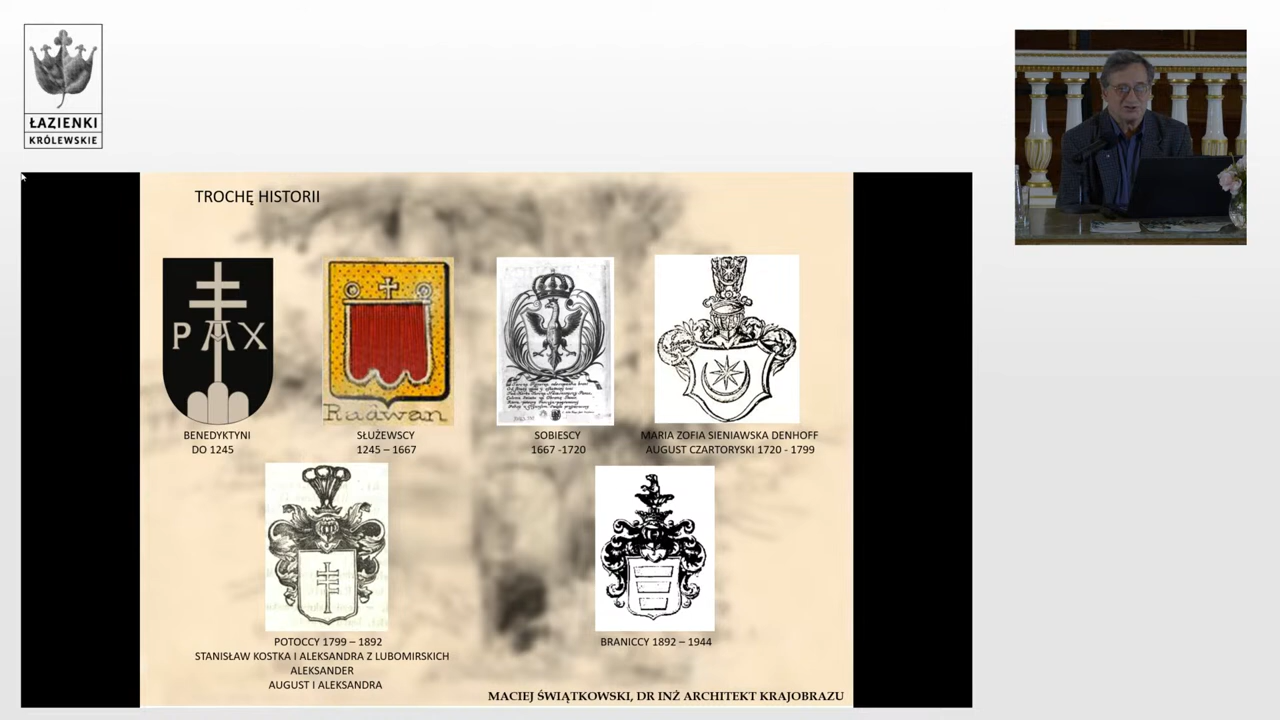 ŁAZIENKI
KRÓLEWSKIE
TROCHĘ HISTORII
PAX
Radwan
BENEDYKTYNI
DO 1245
SŁUŻEWSCY
1245 – 1667
SOBIESCY
1667 -1720
MARIA ZOFIA SIENIAWSKA DENHOFF
AUGUST CZARTORYSKI 1720 - 1799
POTOCCY 1799 – 1892
STANISŁAW KOSTKA I ALEKSANDRA Z LUBOMIRSKICH
ALEKSANDER
AUGUST I ALEKSANDRA
BRANICCY 1892 – 1944
MACIEJ ŚWIĄTKOWSKI, DR INŻ ARCHITEKT KRAJOBRAZU